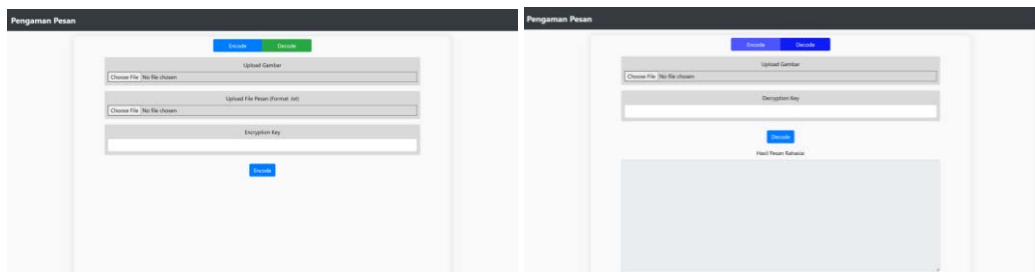 Pengaman Pesan
Encode Decode
Upload Gambar
Choose File No file chosen
Upload File Pesan (Format .txt)
Choose File No file chosen
Encryption Key
Encode
Pengaman Pesan
Encode Decode
Upload Gambar
Choose File No file chosen
Decryption Key
Decode
Hasil Pesan Rahasia